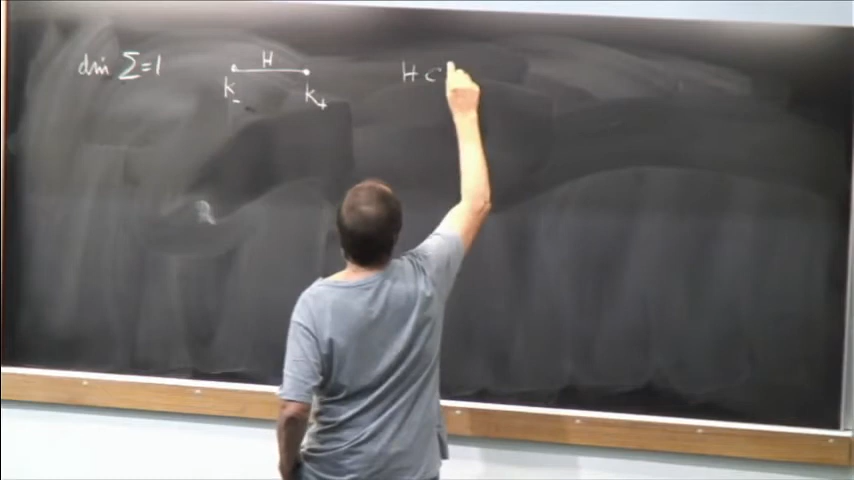 dim Σ=1 H H ⊂
K₋ K₊